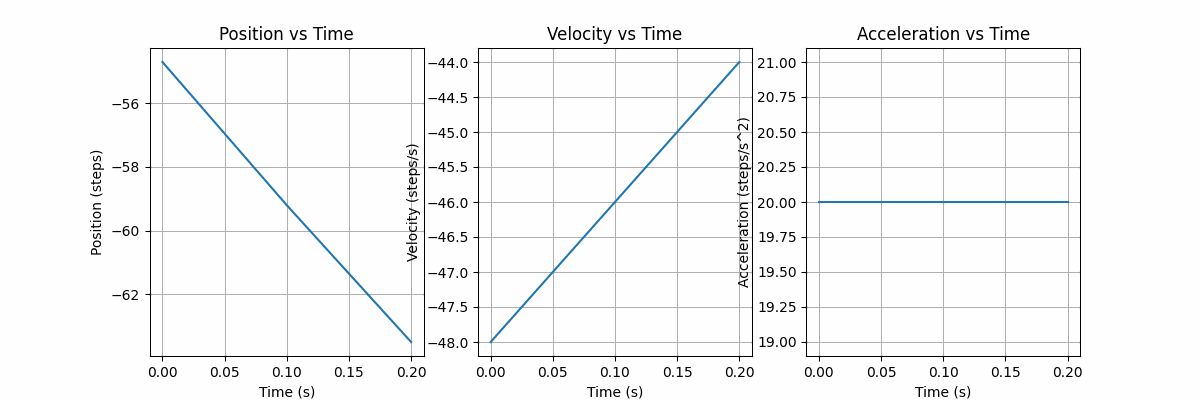 Position vs Time
Position (steps)
−56
−58
−60
−62
0.00 0.05 0.10 0.15 0.20
Time (s)
Velocity vs Time
Velocity (steps/s)
−44.0
−44.5
−45.0
−45.5
−46.0
−46.5
−47.0
−47.5
−48.0
0.00 0.05 0.10 0.15 0.20
Time (s)
Acceleration vs Time
Acceleration (steps/s^2)
21.00
20.75
20.50
20.25
20.00
19.75
19.50
19.25
19.00
0.00 0.05 0.10 0.15 0.20
Time (s)